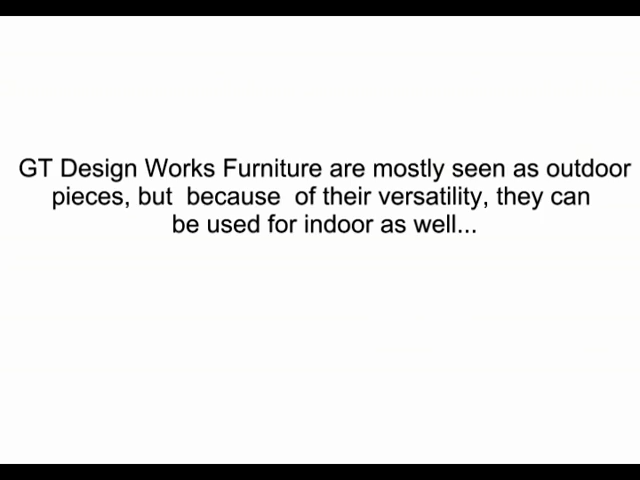 GT Design Works Furniture are mostly seen as outdoor
pieces, but  because  of their versatility, they can
be used for indoor as well...